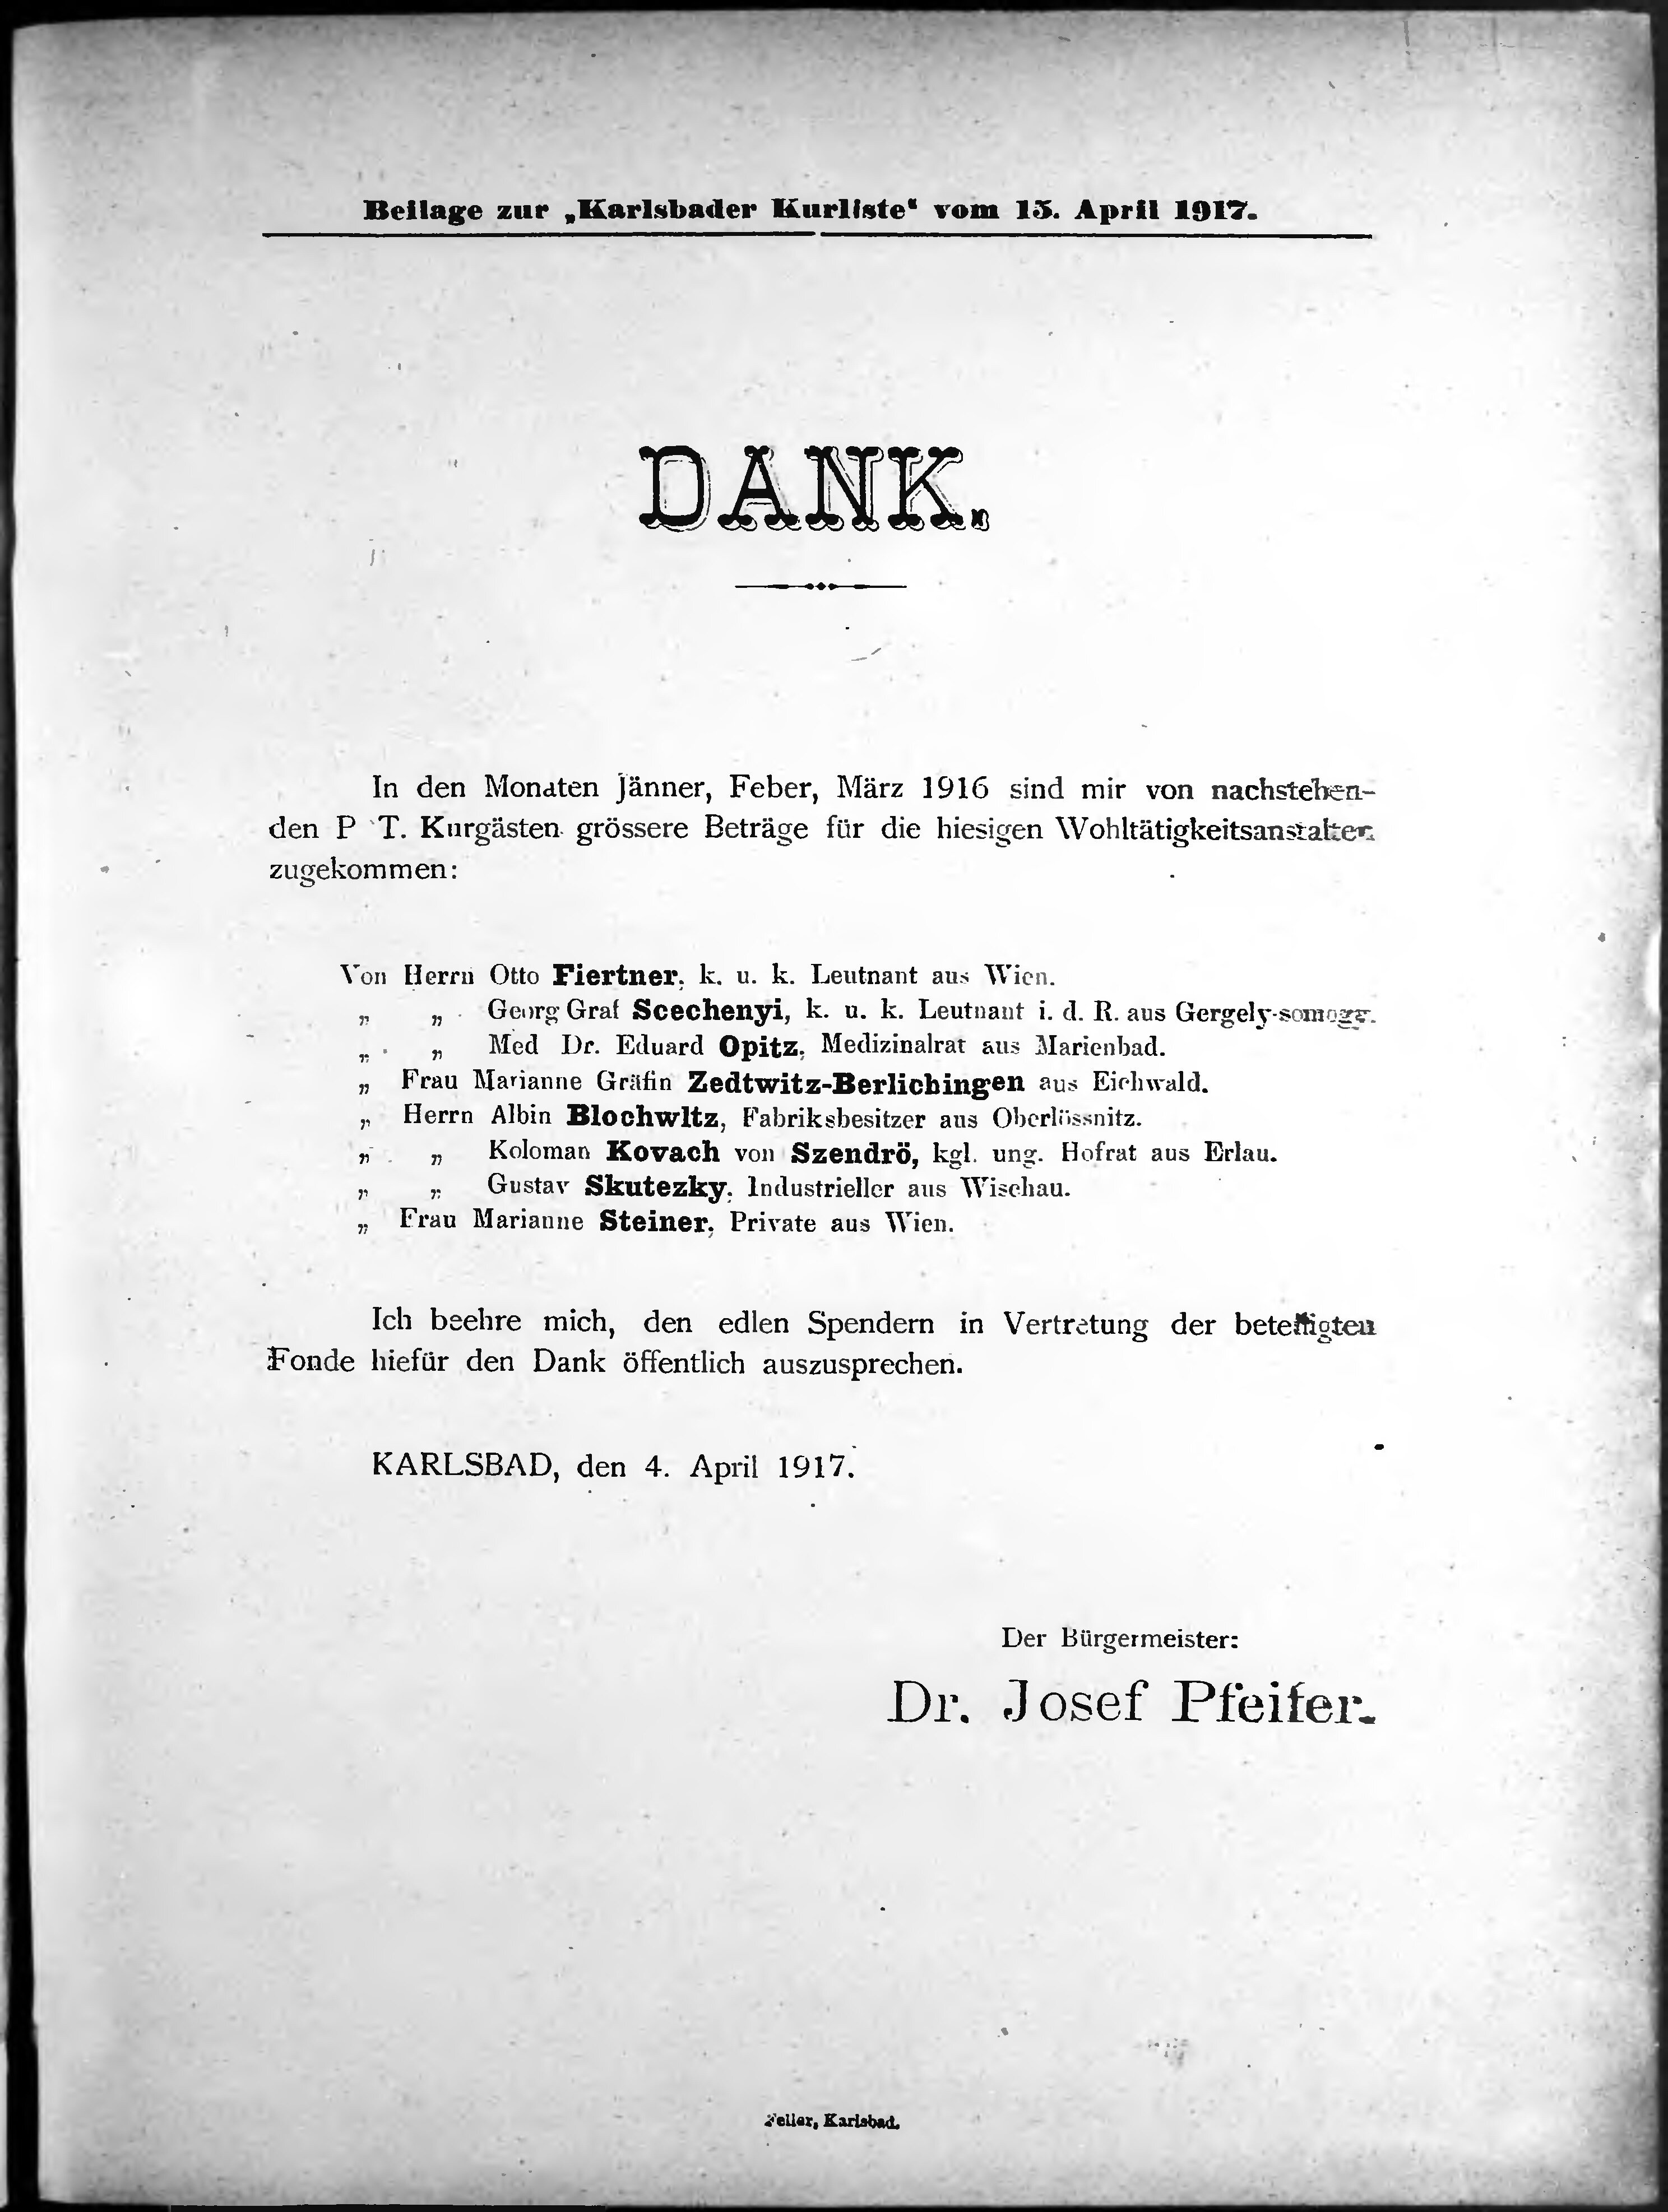 Beilage zur „Karlsbader Kurliste“ vom 15. April 1917.
DANK.
In den Monaten Jänner, Feber, März 1916 sind mir von nachstehen-
den P T. Kurgästen grössere Beträge für die hiesigen Wohltätigkeitsanstalten
zugekommen:
Von Herrn Otto Fiertner, k. u. k. Leutnant aus Wien.
„ „ Georg Graf Scechenyi, k. u. k. Leutnant i. d. R. aus Gergely-somogy.
„ „ Med Dr. Eduard Opitz, Medizinalrat aus Marienbad.
„ Frau Marianne Gräfin Zedtwitz-Berlichingen aus Eichwald.
„ Herrn Albin Blochwitz, Fabriksbesitzer aus Oberlössnitz.
„ „ Koloman Kovach von Szendrö, kgl. ung. Hofrat aus Erlau.
„ „ Gustav Skutezky, Industrieller aus Wischau.
„ Frau Marianne Steiner, Private aus Wien.
Ich beehre mich, den edlen Spendern in Vertretung der beteiligten
Fonde hiefür den Dank öffentlich auszusprechen.
KARLSBAD, den 4. April 1917.
Der Bürgermeister:
Dr. Josef Pfeifer.
Feller, Karlsbad.